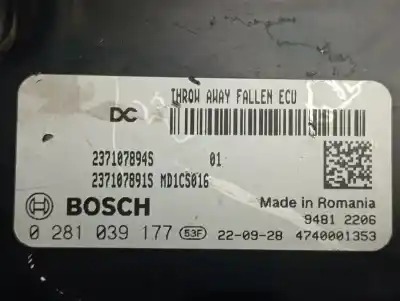 THROW AWAY FALLEN ECU
DC
237107894S 01
237107891S MD1CS016
BOSCH
Made in Romania
9481 2206
0 281 039 177 53F 22-09-28 4740001353